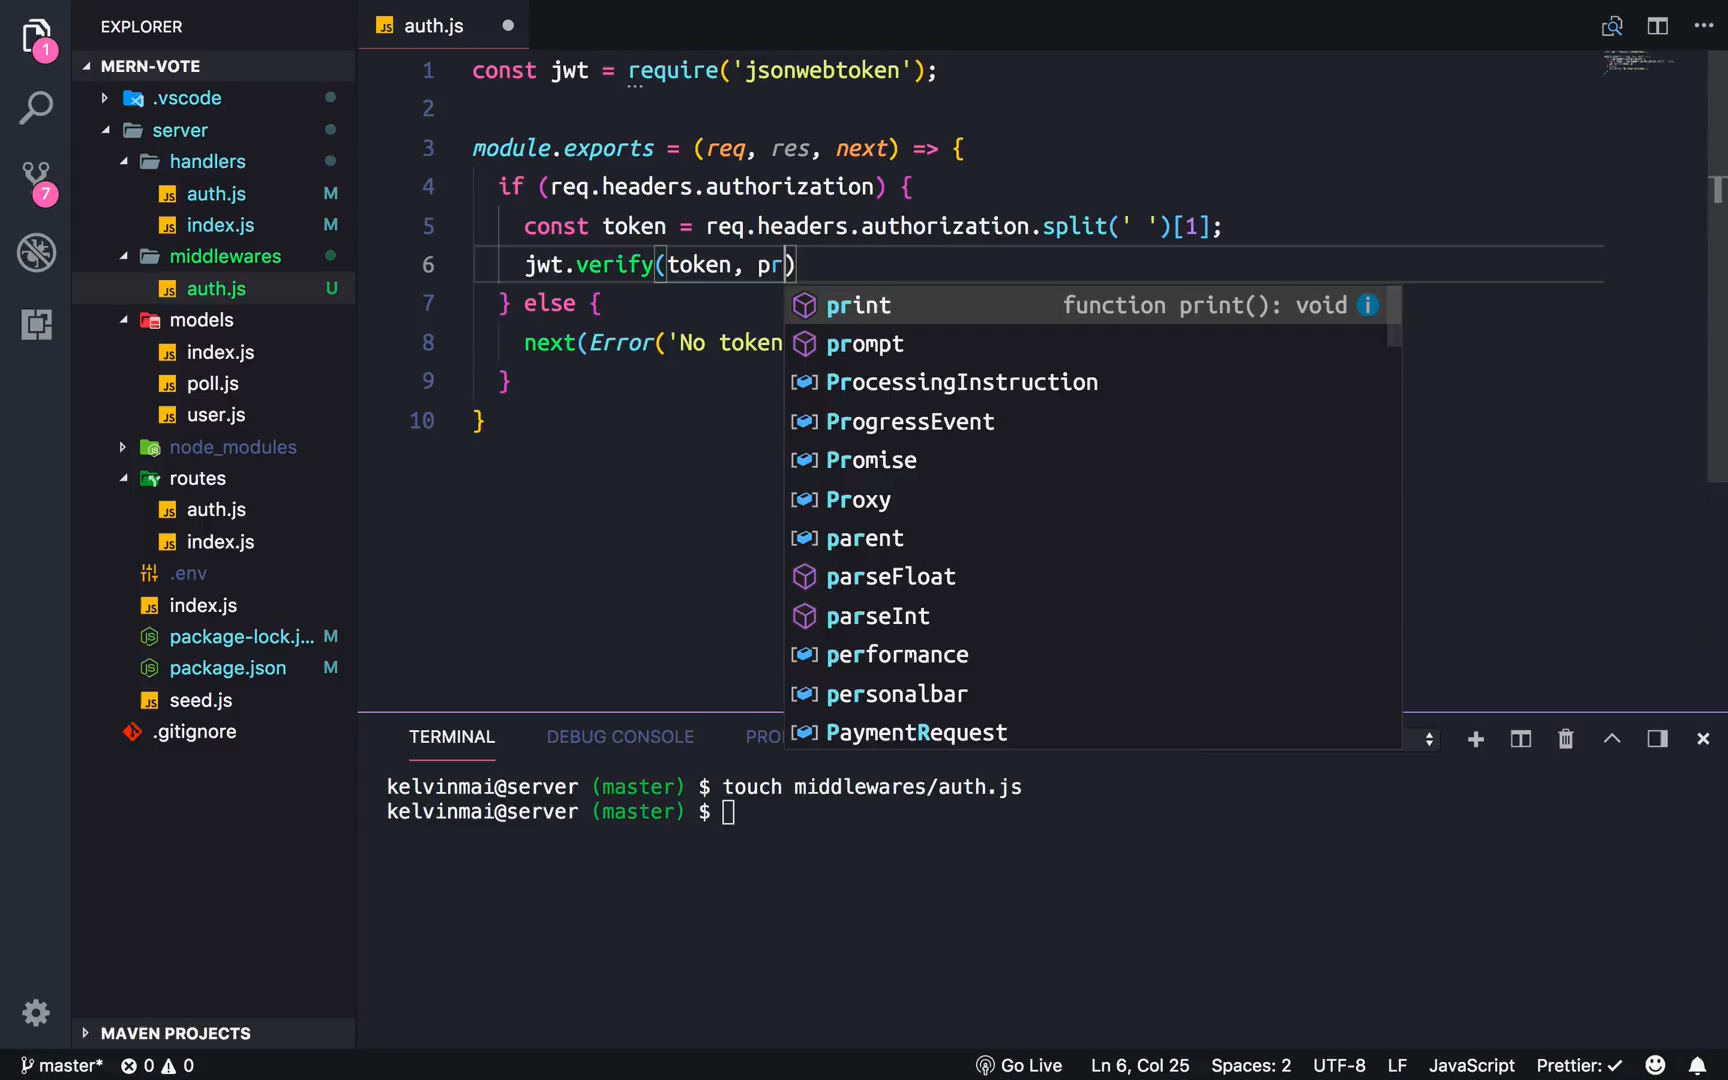 EXPLORER
auth.js
1
MERN-VOTE
.vscode
server
handlers
auth.js M
index.js M
7
middlewares
auth.js U
models
index.js
poll.js
user.js
node_modules
routes
auth.js
index.js
.env
index.js
package-lock.j... M
package.json M
seed.js
.gitignore
MAVEN PROJECTS
1 const jwt = require('jsonwebtoken');
2
3 module.exports = (req, res, next) => {
4 if (req.headers.authorization) {
5 const token = req.headers.authorization.split(' ')[1];
6 jwt.verify(token, pr)
7 } else {
8 next(Error('No token
9 }
10 }
print function print(): void
prompt
ProcessingInstruction
ProgressEvent
Promise
Proxy
parent
parseFloat
parseInt
performance
personalbar
PaymentRequest
TERMINAL DEBUG CONSOLE PRO
kelvinmai@server (master) $ touch middlewares/auth.js
kelvinmai@server (master) $
master* 0 0 Go Live Ln 6, Col 25 Spaces: 2 UTF-8 LF JavaScript Prettier: ✓